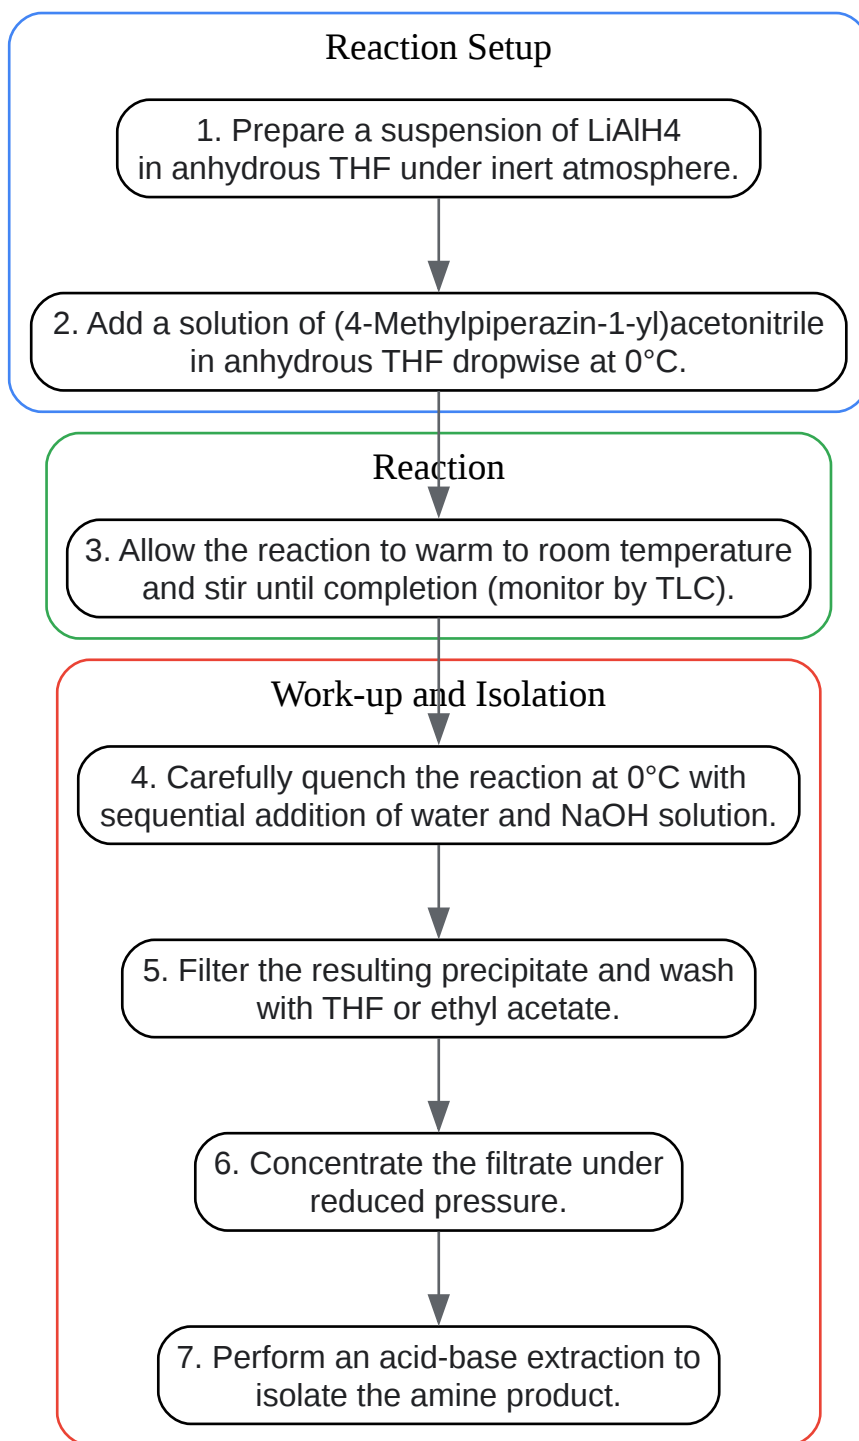 Reaction Setup
1. Prepare a suspension of LiAlH4
in anhydrous THF under inert atmosphere.
2. Add a solution of (4-Methylpiperazin-1-yl)acetonitrile
in anhydrous THF dropwise at 0°C.
Reaction
3. Allow the reaction to warm to room temperature
and stir until completion (monitor by TLC).
Work-up and Isolation
4. Carefully quench the reaction at 0°C with
sequential addition of water and NaOH solution.
5. Filter the resulting precipitate and wash
with THF or ethyl acetate.
6. Concentrate the filtrate under
reduced pressure.
7. Perform an acid-base extraction to
isolate the amine product.